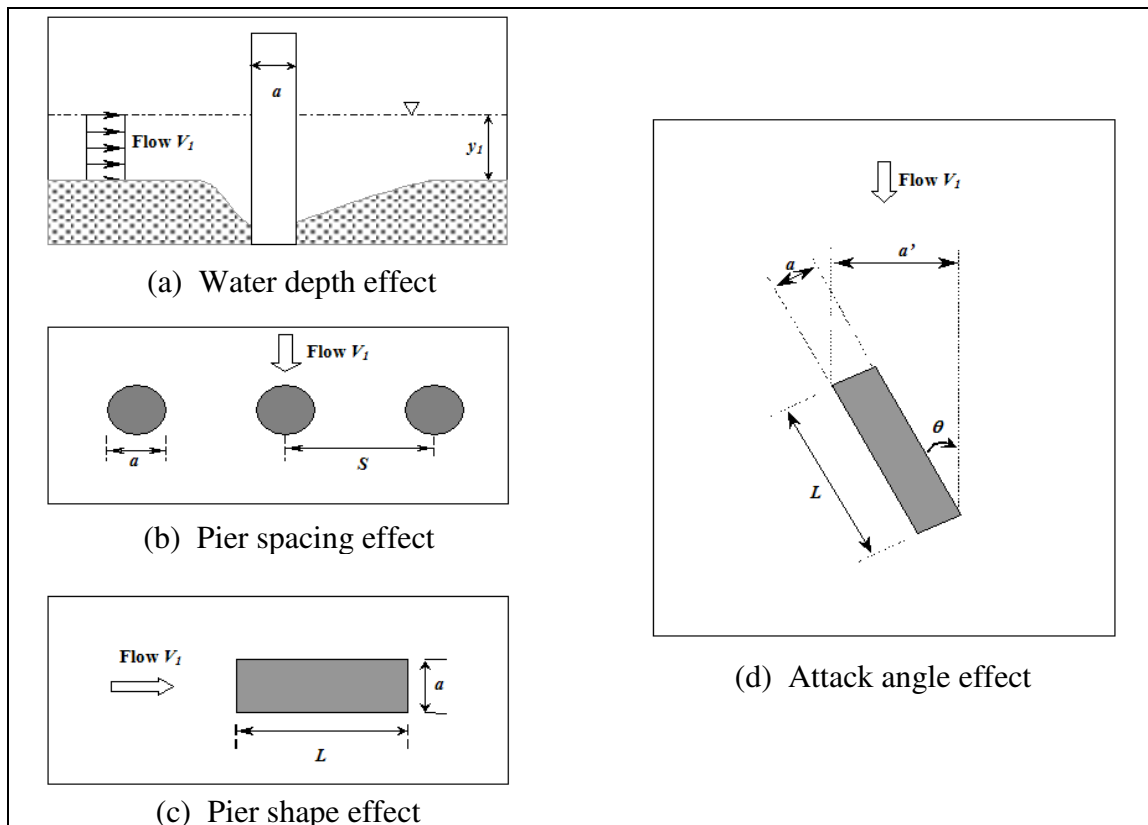 a
Flow V1
y1
(a) Water depth effect
Flow V1
a
S
(b) Pier spacing effect
Flow V1
a
L
(c) Pier shape effect
Flow V1
a'
a
θ
L
(d) Attack angle effect